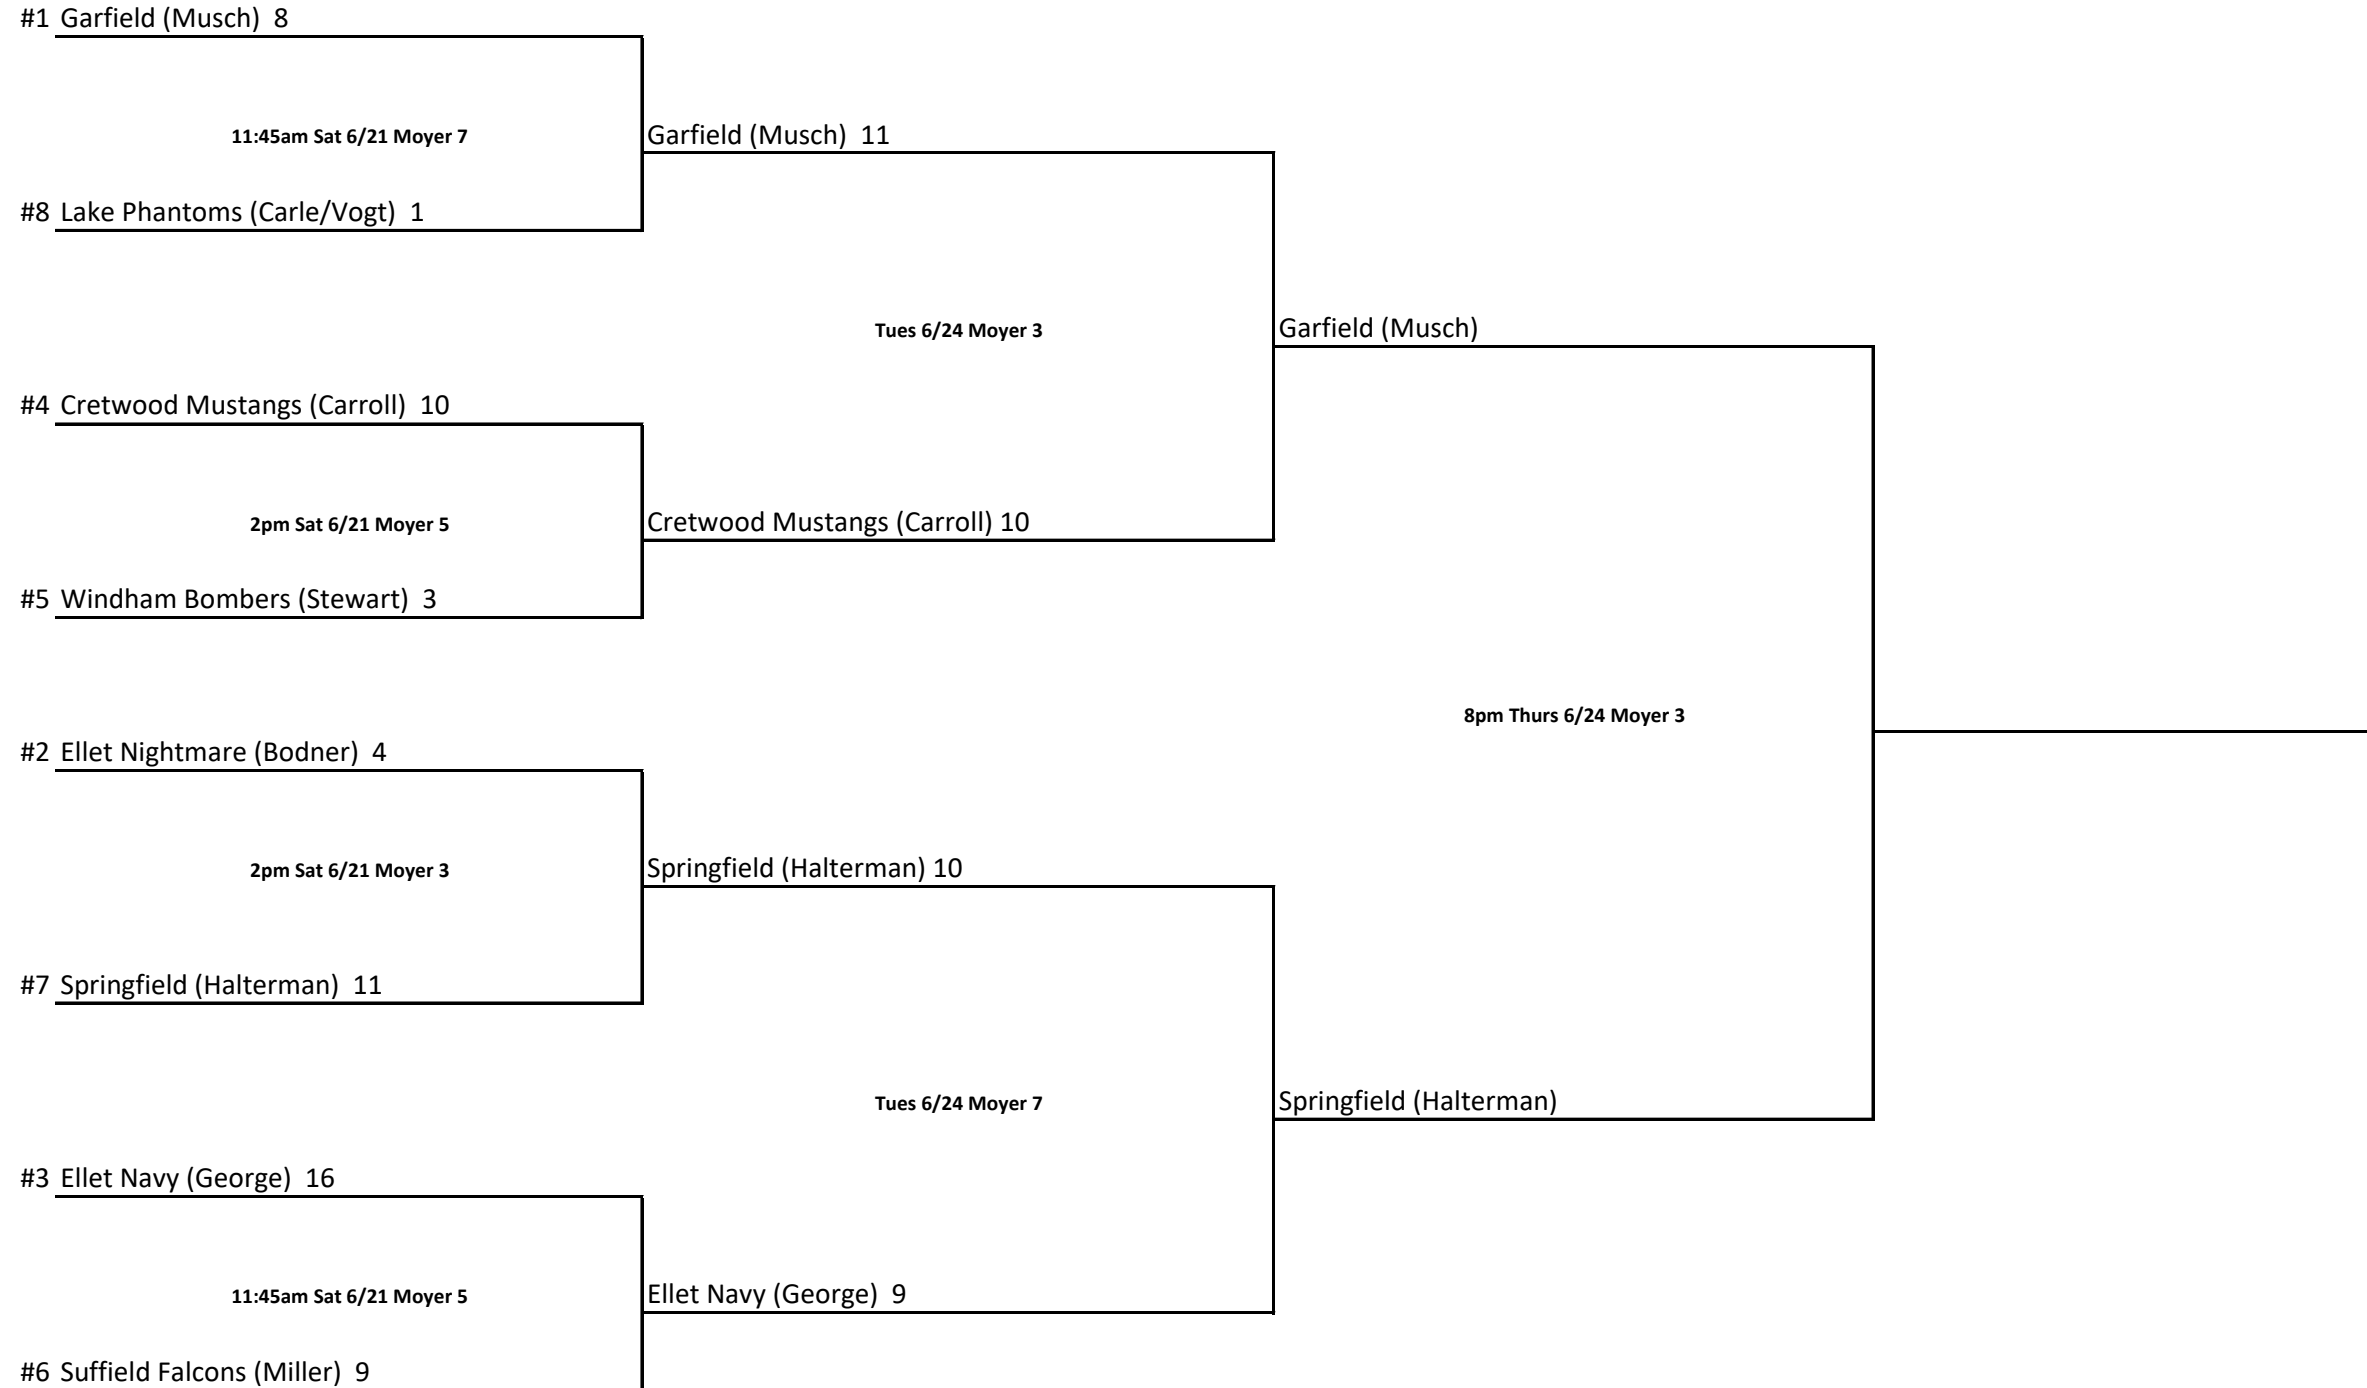 #1 Garfield (Musch)  8
11:45am Sat 6/21 Moyer 7
Garfield (Musch)  11
#8 Lake Phantoms (Carle/Vogt)  1
Tues 6/24 Moyer 3
Garfield (Musch)
#4 Cretwood Mustangs (Carroll)  10
2pm Sat 6/21 Moyer 5
Cretwood Mustangs (Carroll) 10
#5 Windham Bombers (Stewart)  3
8pm Thurs 6/24 Moyer 3
#2 Ellet Nightmare (Bodner)  4
2pm Sat 6/21 Moyer 3
Springfield (Halterman) 10
#7 Springfield (Halterman)  11
Tues 6/24 Moyer 7
Springfield (Halterman)
#3 Ellet Navy (George)  16
11:45am Sat 6/21 Moyer 5
Ellet Navy (George)  9
#6 Suffield Falcons (Miller)  9